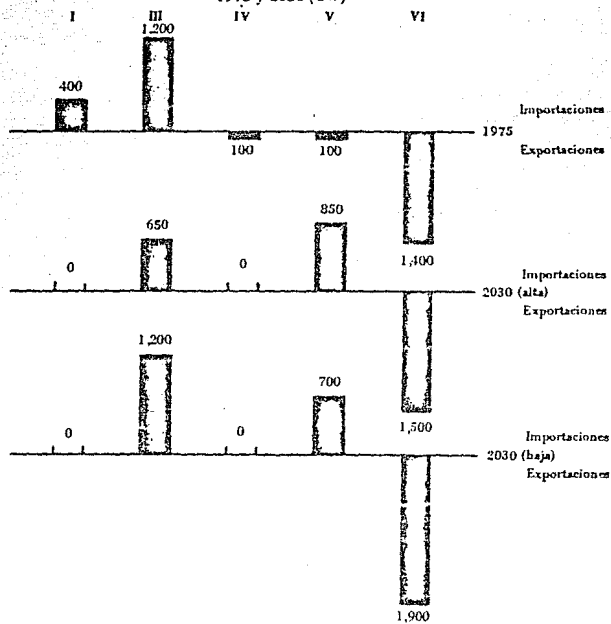 I III IV V VI
1,200
400
Importaciones
1975
100 100 Exportaciones
650 850
0 0 1,400
Importaciones
2030 (alta)
Exportaciones
1,200
700
0 0 1,500
Importaciones
2030 (baja)
Exportaciones
1,900